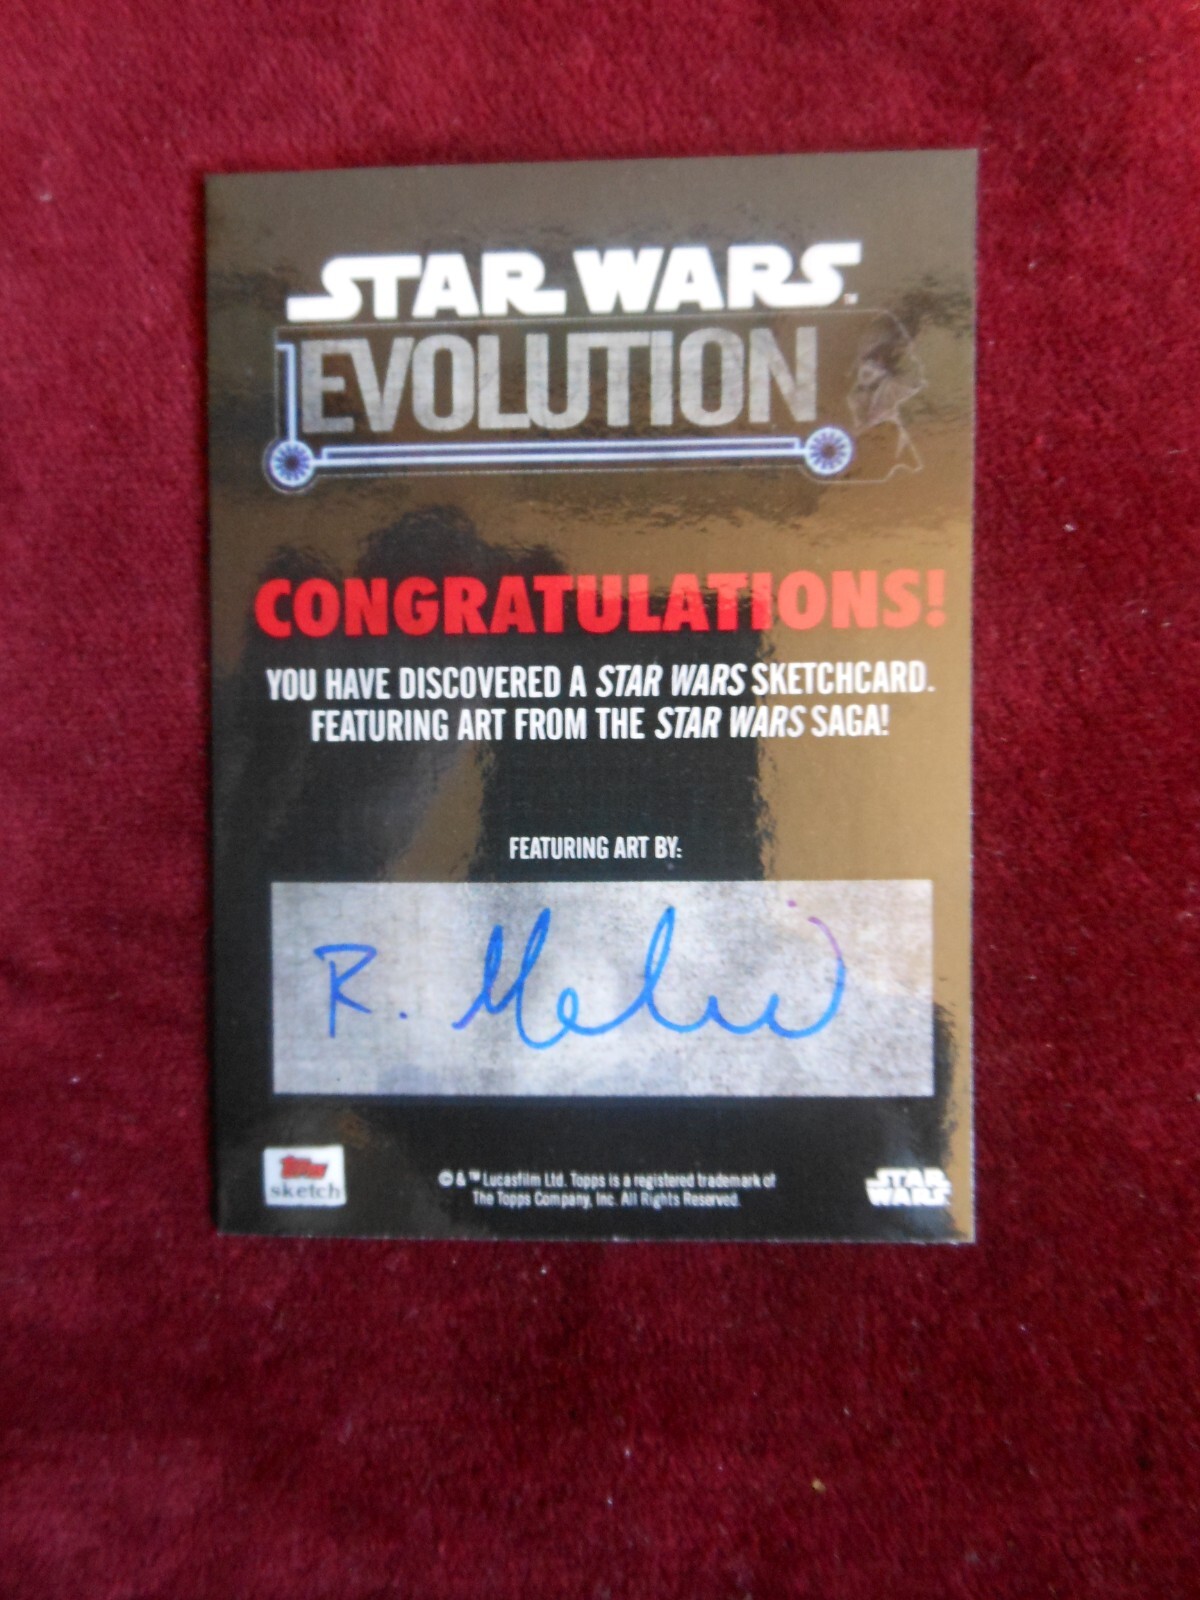 STAR WARS™
EVOLUTION
CONGRATULATIONS!
YOU HAVE DISCOVERED A STAR WARS SKETCHCARD.
FEATURING ART FROM THE STAR WARS SAGA!
FEATURING ART BY:
R.
topps
sketch
© & ™ Lucasfilm Ltd. Topps is a registered trademark of
The Topps Company, Inc. All Rights Reserved.
STAR
WARS